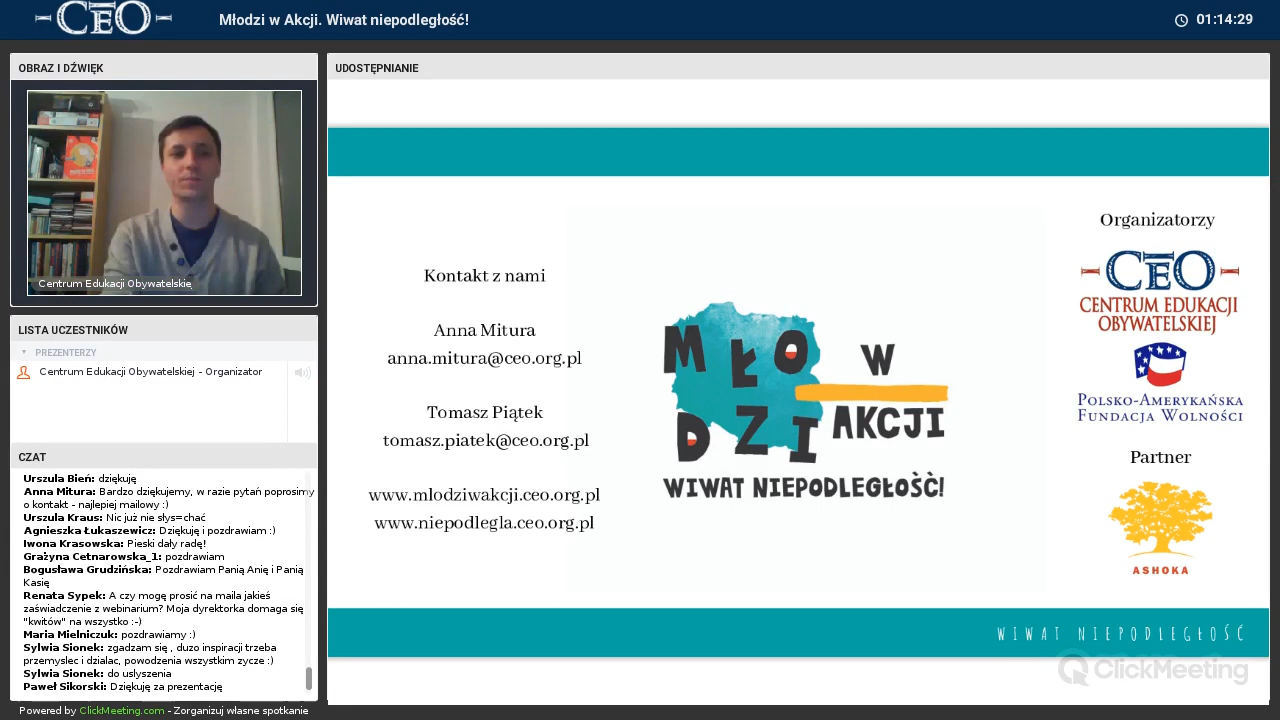 CEO
Młodzi w Akcji. Wiwat niepodległość!
01:14:29
OBRAZ I DŹWIĘK
Centrum Edukacji Obywatelskie
LISTA UCZESTNIKÓW
PREZENTERZY
Centrum Edukacji Obywatelskiej - Organizator
CZAT
Urszula Bień: dziękuję
Anna Mitura: Bardzo dziękujemy, w razie pytań poprosimy
o kontakt - najlepiej mailowy :)
Urszula Kraus: Nic już nie słys=chać
Agnieszka Łukaszewicz: Dziękuję i pozdrawiam :)
Iwona Krasowska: Pieski dały radę!
Grażyna Cetnarowska_1: pozdrawiam
Bogusława Grudzińska: Pozdrawiam Panią Anię i Panią
Kasię
Renata Sypek: A czy mogę prosić na maila jakieś
zaświadczenie z webinarium? Moja dyrektorka domaga się
"kwitów" na wszystko :-)
Maria Mielniczuk: pozdrawiamy :)
Sylwia Sionek: zgadzam się , duzo inspiracji trzeba
przemyslec i dzialac, powodzenia wszystkim zycze :)
Sylwia Sionek: do uslyszenia
Paweł Sikorski: Dziękuję za prezentację
Powered by ClickMeeting.com - Zorganizuj własne spotkanie
UDOSTĘPNIANIE
Kontakt z nami
Anna Mitura
anna.mitura@ceo.org.pl
Tomasz Piątek
tomasz.piatek@ceo.org.pl
www.mlodziwakcji.ceo.org.pl
www.niepodlegla.ceo.org.pl
MŁO
DZI
W
AKCJI
WIWAT NIEPODLEGŁOŚĆ!
Organizatorzy
CEO
CENTRUM EDUKACJI
OBYWATELSKIEJ
POLSKO-AMERYKAŃSKA
FUNDACJA WOLNOŚCI
Partner
ASHOKA
WIWAT NIEPODLEGŁOŚĆ
ClickMeeting